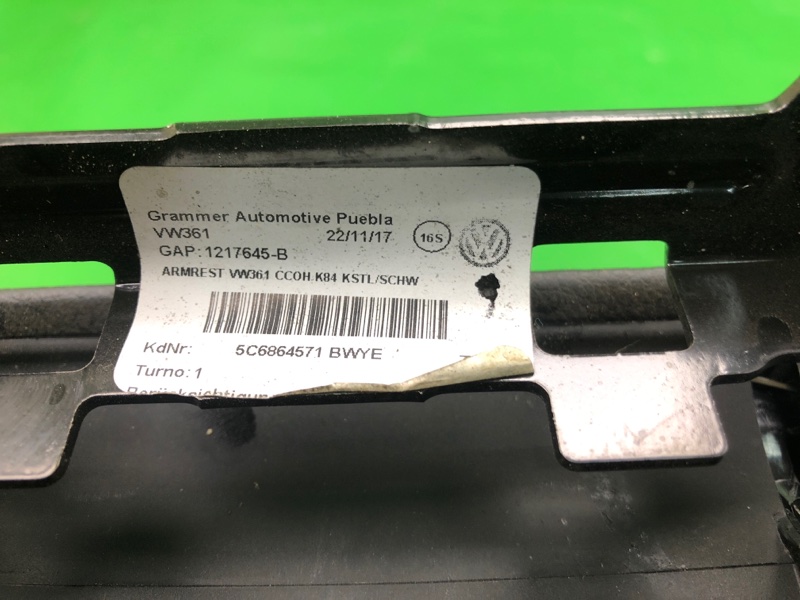 Grammer Automotive Puebla
VW361 22/11/17 16S
GAP:1217645-B
ARMREST VW361 CCOH K84 KSTL/SCHW
KdNr: 5C6864571 BWYE
Turno:1